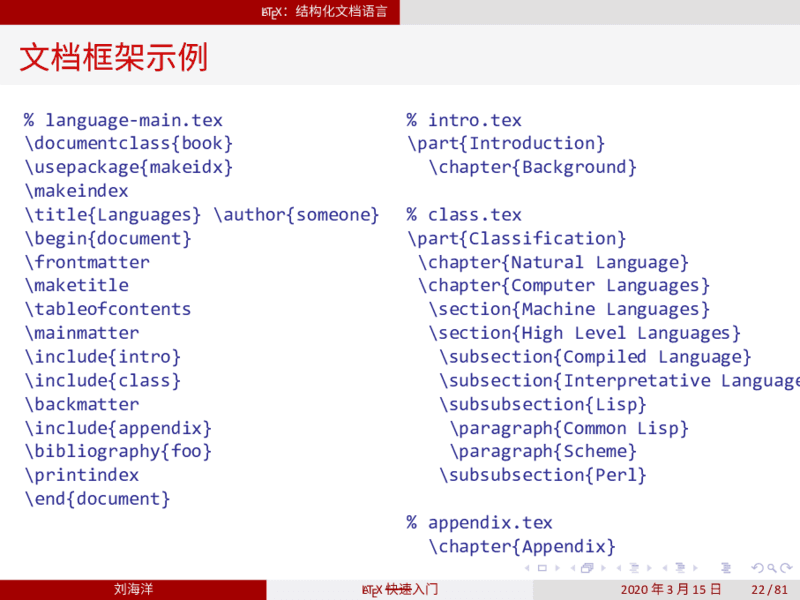 LaTeX：结构化文档语言
文档框架示例
% language-main.tex
\documentclass{book}
\usepackage{makeidx}
\makeindex
\title{Languages} \author{someone}
\begin{document}
\frontmatter
\maketitle
\tableofcontents
\mainmatter
\include{intro}
\include{class}
\backmatter
\include{appendix}
\bibliography{foo}
\printindex
\end{document}
% intro.tex
\part{Introduction}
\chapter{Background}
% class.tex
\part{Classification}
\chapter{Natural Language}
\chapter{Computer Languages}
\section{Machine Languages}
\section{High Level Languages}
\subsection{Compiled Language}
\subsection{Interpretative Language
\subsubsection{Lisp}
\paragraph{Common Lisp}
\paragraph{Scheme}
\subsubsection{Perl}
% appendix.tex
\chapter{Appendix}
刘海洋
LaTeX 快速入门
2020 年 3 月 15 日
22 / 81